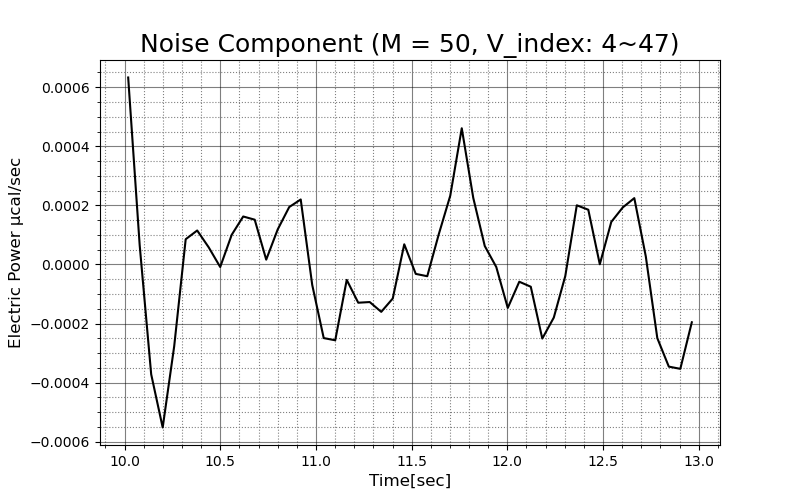 Noise Component (M = 50, V_index: 4~47)
0.0006
0.0004
0.0002
0.0000
−0.0002
−0.0004
−0.0006
Electric Power μcal/sec
10.0 10.5 11.0 11.5 12.0 12.5 13.0
Time[sec]